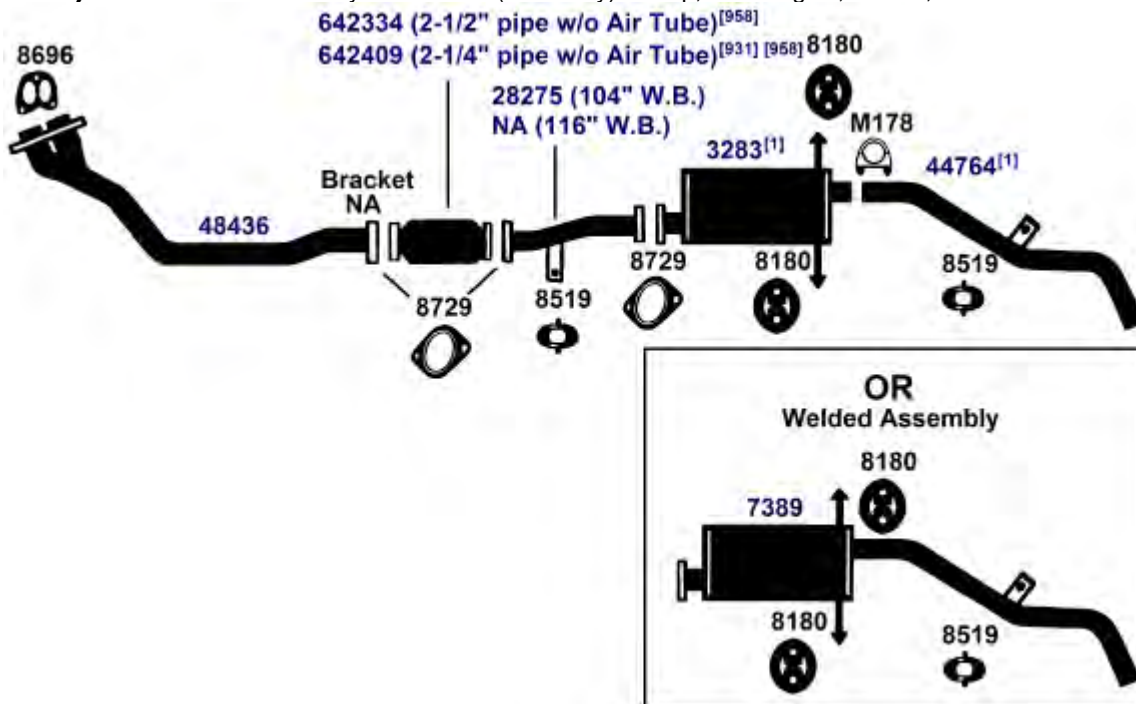 642334 (2-1/2" pipe w/o Air Tube)[958]
642409 (2-1/4" pipe w/o Air Tube)[931] [958]
8180
8696
28275 (104" W.B.)
NA (116" W.B.)
M178
3283[1]
44764[1]
Bracket
NA
48436
8729
8519
8729
8180
8519
OR
Welded Assembly
8180
7389
8180
8519